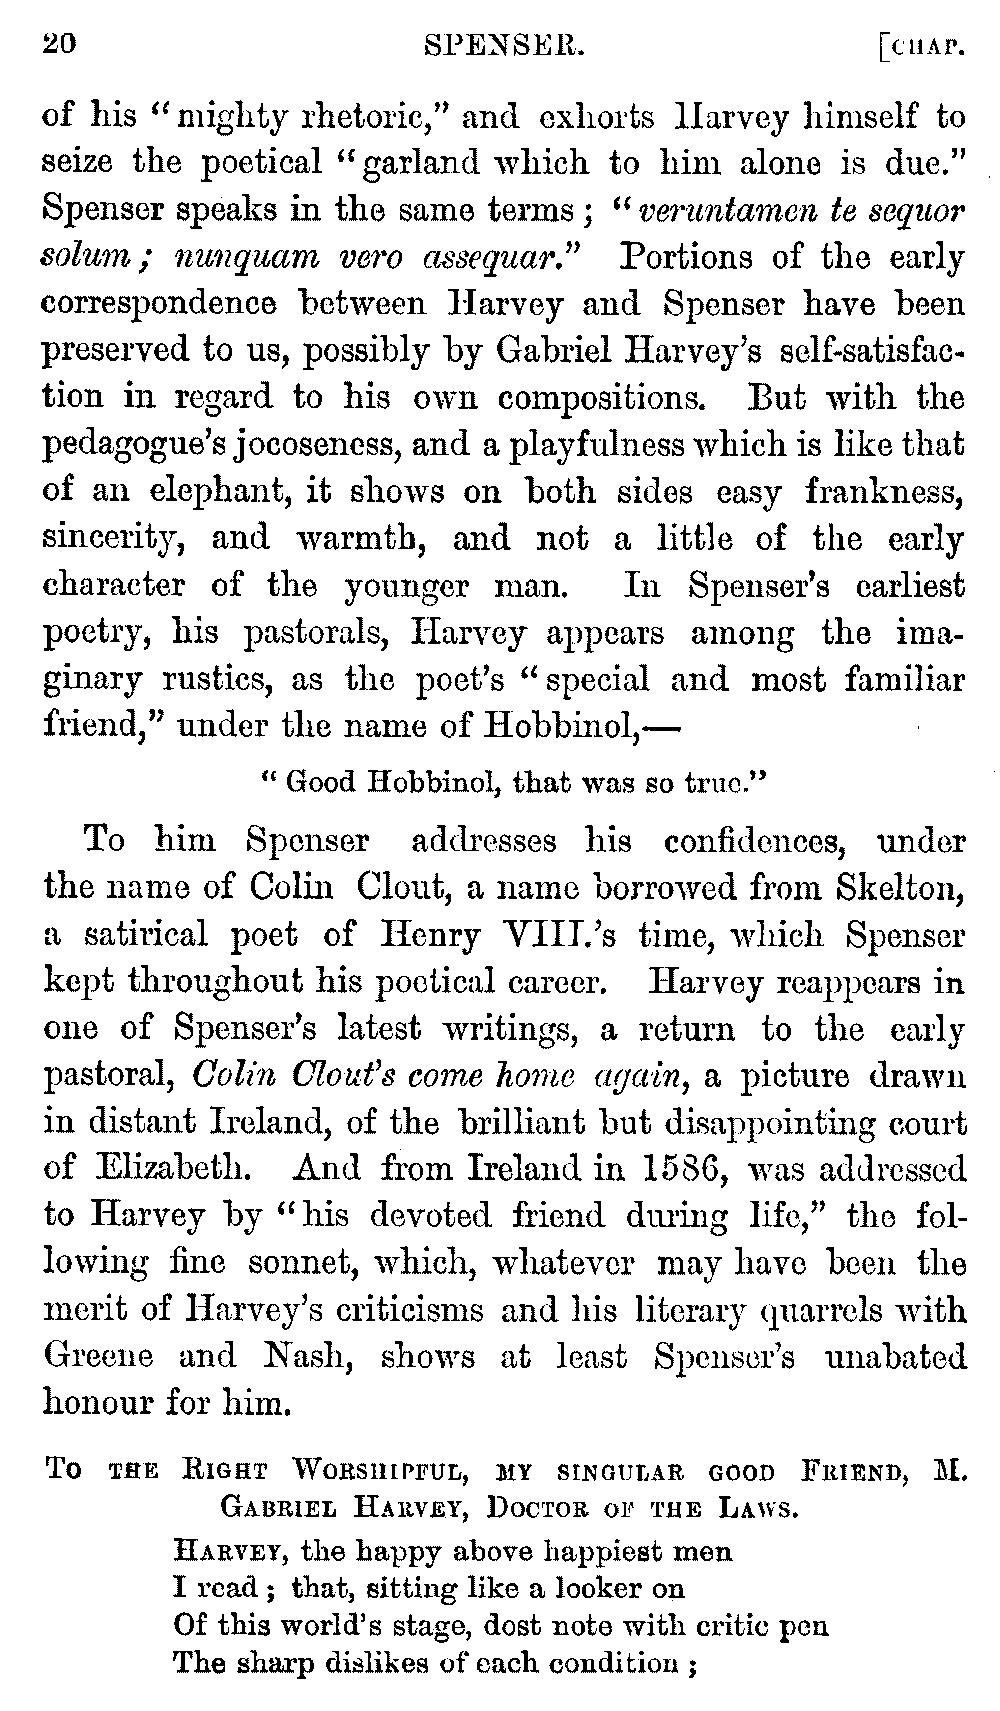 20 SPENSER. [CHAP.
of his “mighty rhetoric,” and exhorts Harvey himself to
seize the poetical “garland which to him alone is due.”
Spenser speaks in the same terms; “veruntamen te sequor
solum; nunquam vero assequar.” Portions of the early
correspondence between Harvey and Spenser have been
preserved to us, possibly by Gabriel Harvey’s self-satisfac-
tion in regard to his own compositions. But with the
pedagogue’s jocoseness, and a playfulness which is like that
of an elephant, it shows on both sides easy frankness,
sincerity, and warmth, and not a little of the early
character of the younger man. In Spenser’s earliest
poetry, his pastorals, Harvey appears among the ima-
ginary rustics, as the poet’s “special and most familiar
friend,” under the name of Hobbinol,—
“Good Hobbinol, that was so true.”
To him Spenser addresses his confidences, under
the name of Colin Clout, a name borrowed from Skelton,
a satirical poet of Henry VIII.’s time, which Spenser
kept throughout his poetical career. Harvey reappears in
one of Spenser’s latest writings, a return to the early
pastoral, Colin Clout’s come home again, a picture drawn
in distant Ireland, of the brilliant but disappointing court
of Elizabeth. And from Ireland in 1586, was addressed
to Harvey by “his devoted friend during life,” the fol-
lowing fine sonnet, which, whatever may have been the
merit of Harvey’s criticisms and his literary quarrels with
Greene and Nash, shows at least Spenser’s unabated
honour for him.
TO THE RIGHT WORSHIPFUL, MY SINGULAR GOOD FRIEND, M.
GABRIEL HARVEY, DOCTOR OF THE LAWS.
HARVEY, the happy above happiest men
I read; that, sitting like a looker on
Of this world’s stage, dost note with critic pen
The sharp dislikes of each condition;